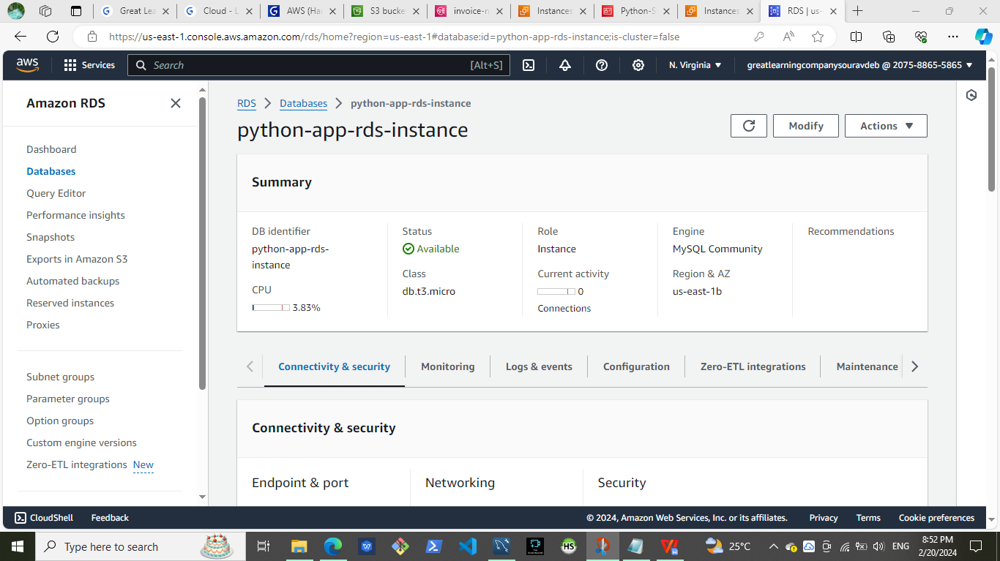 Great Lea
Cloud - L
AWS (Ha
S3 bucke
invoice-n
Instances
Python-S
Instances
RDS | us-
https://us-east-1.console.aws.amazon.com/rds/home?region=us-east-1#database:id=python-app-rds-instance;is-cluster=false
aws
Services
Search
[Alt+S]
N. Virginia
greatlearningcompanysouravdeb @ 2075-8865-5865
Amazon RDS
Dashboard
Databases
Query Editor
Performance insights
Snapshots
Exports in Amazon S3
Automated backups
Reserved instances
Proxies
Subnet groups
Parameter groups
Option groups
Custom engine versions
Zero-ETL integrations New
RDS
Databases
python-app-rds-instance
python-app-rds-instance
Modify
Actions
Summary
DB identifier
python-app-rds-
instance
CPU
3.83%
Status
Available
Class
db.t3.micro
Role
Instance
Current activity
0
Connections
Engine
MySQL Community
Region & AZ
us-east-1b
Recommendations
Connectivity & security
Monitoring
Logs & events
Configuration
Zero-ETL integrations
Maintenance
Connectivity & security
Endpoint & port
Networking
Security
CloudShell
Feedback
© 2024, Amazon Web Services, Inc. or its affiliates.
Privacy
Terms
Cookie preferences
Type here to search
HS
25°C
ENG
8:52 PM
2/20/2024